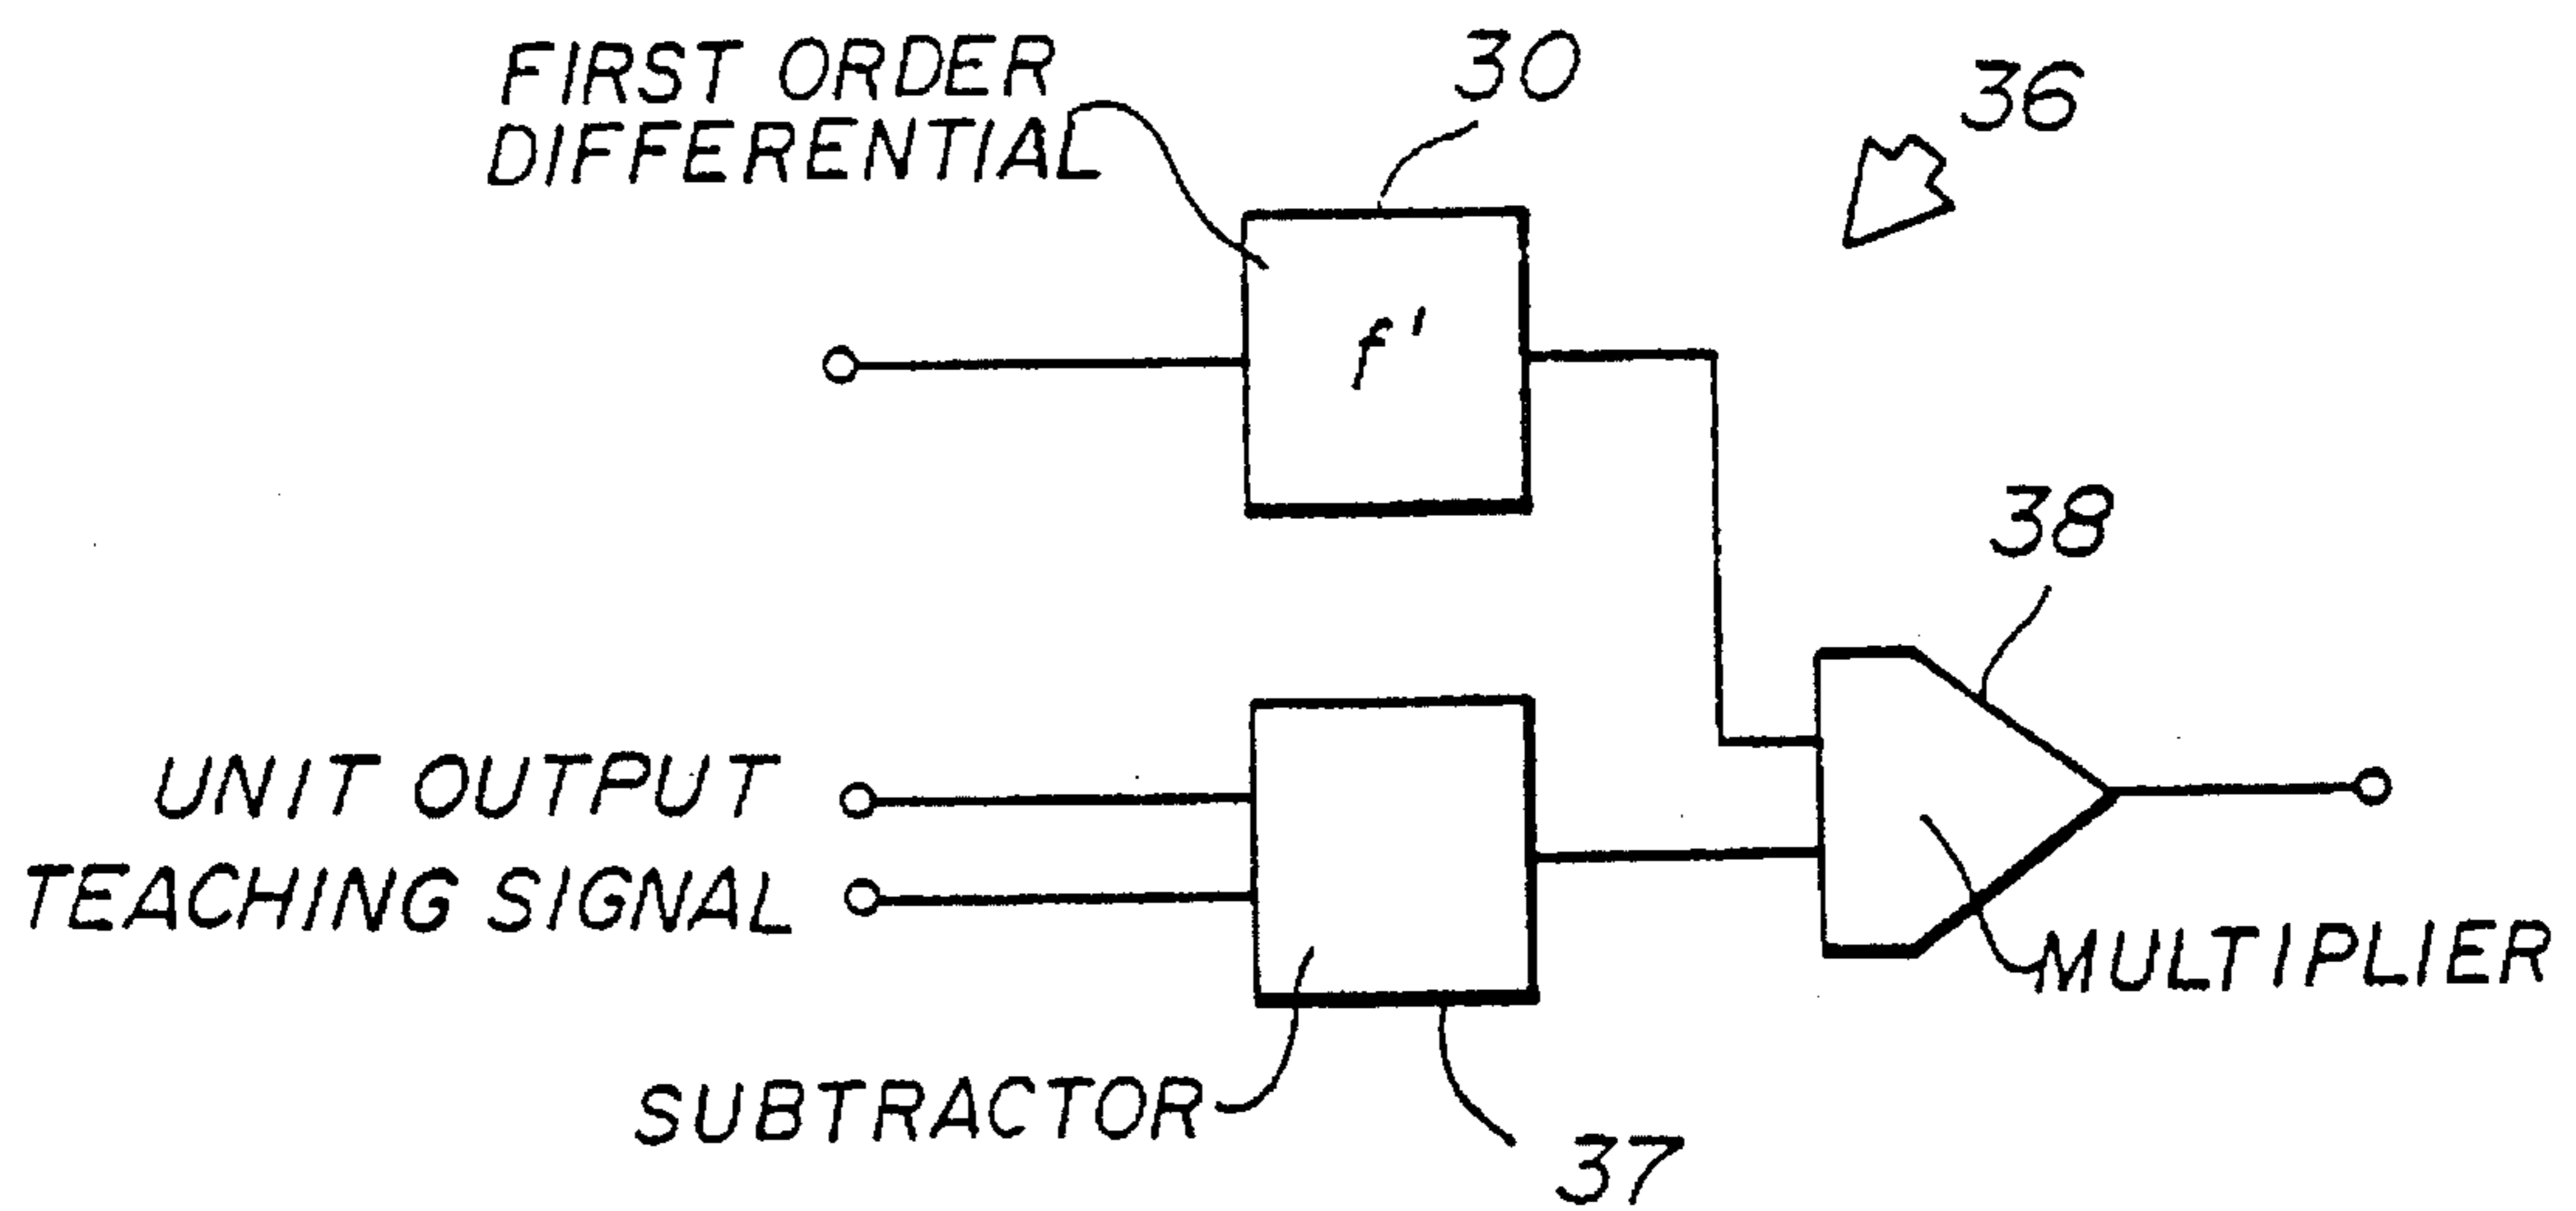 FIRST ORDER
DIFFERENTIAL
30
36
f'
38
UNIT OUTPUT
TEACHING SIGNAL
MULTIPLIER
SUBTRACTOR
37